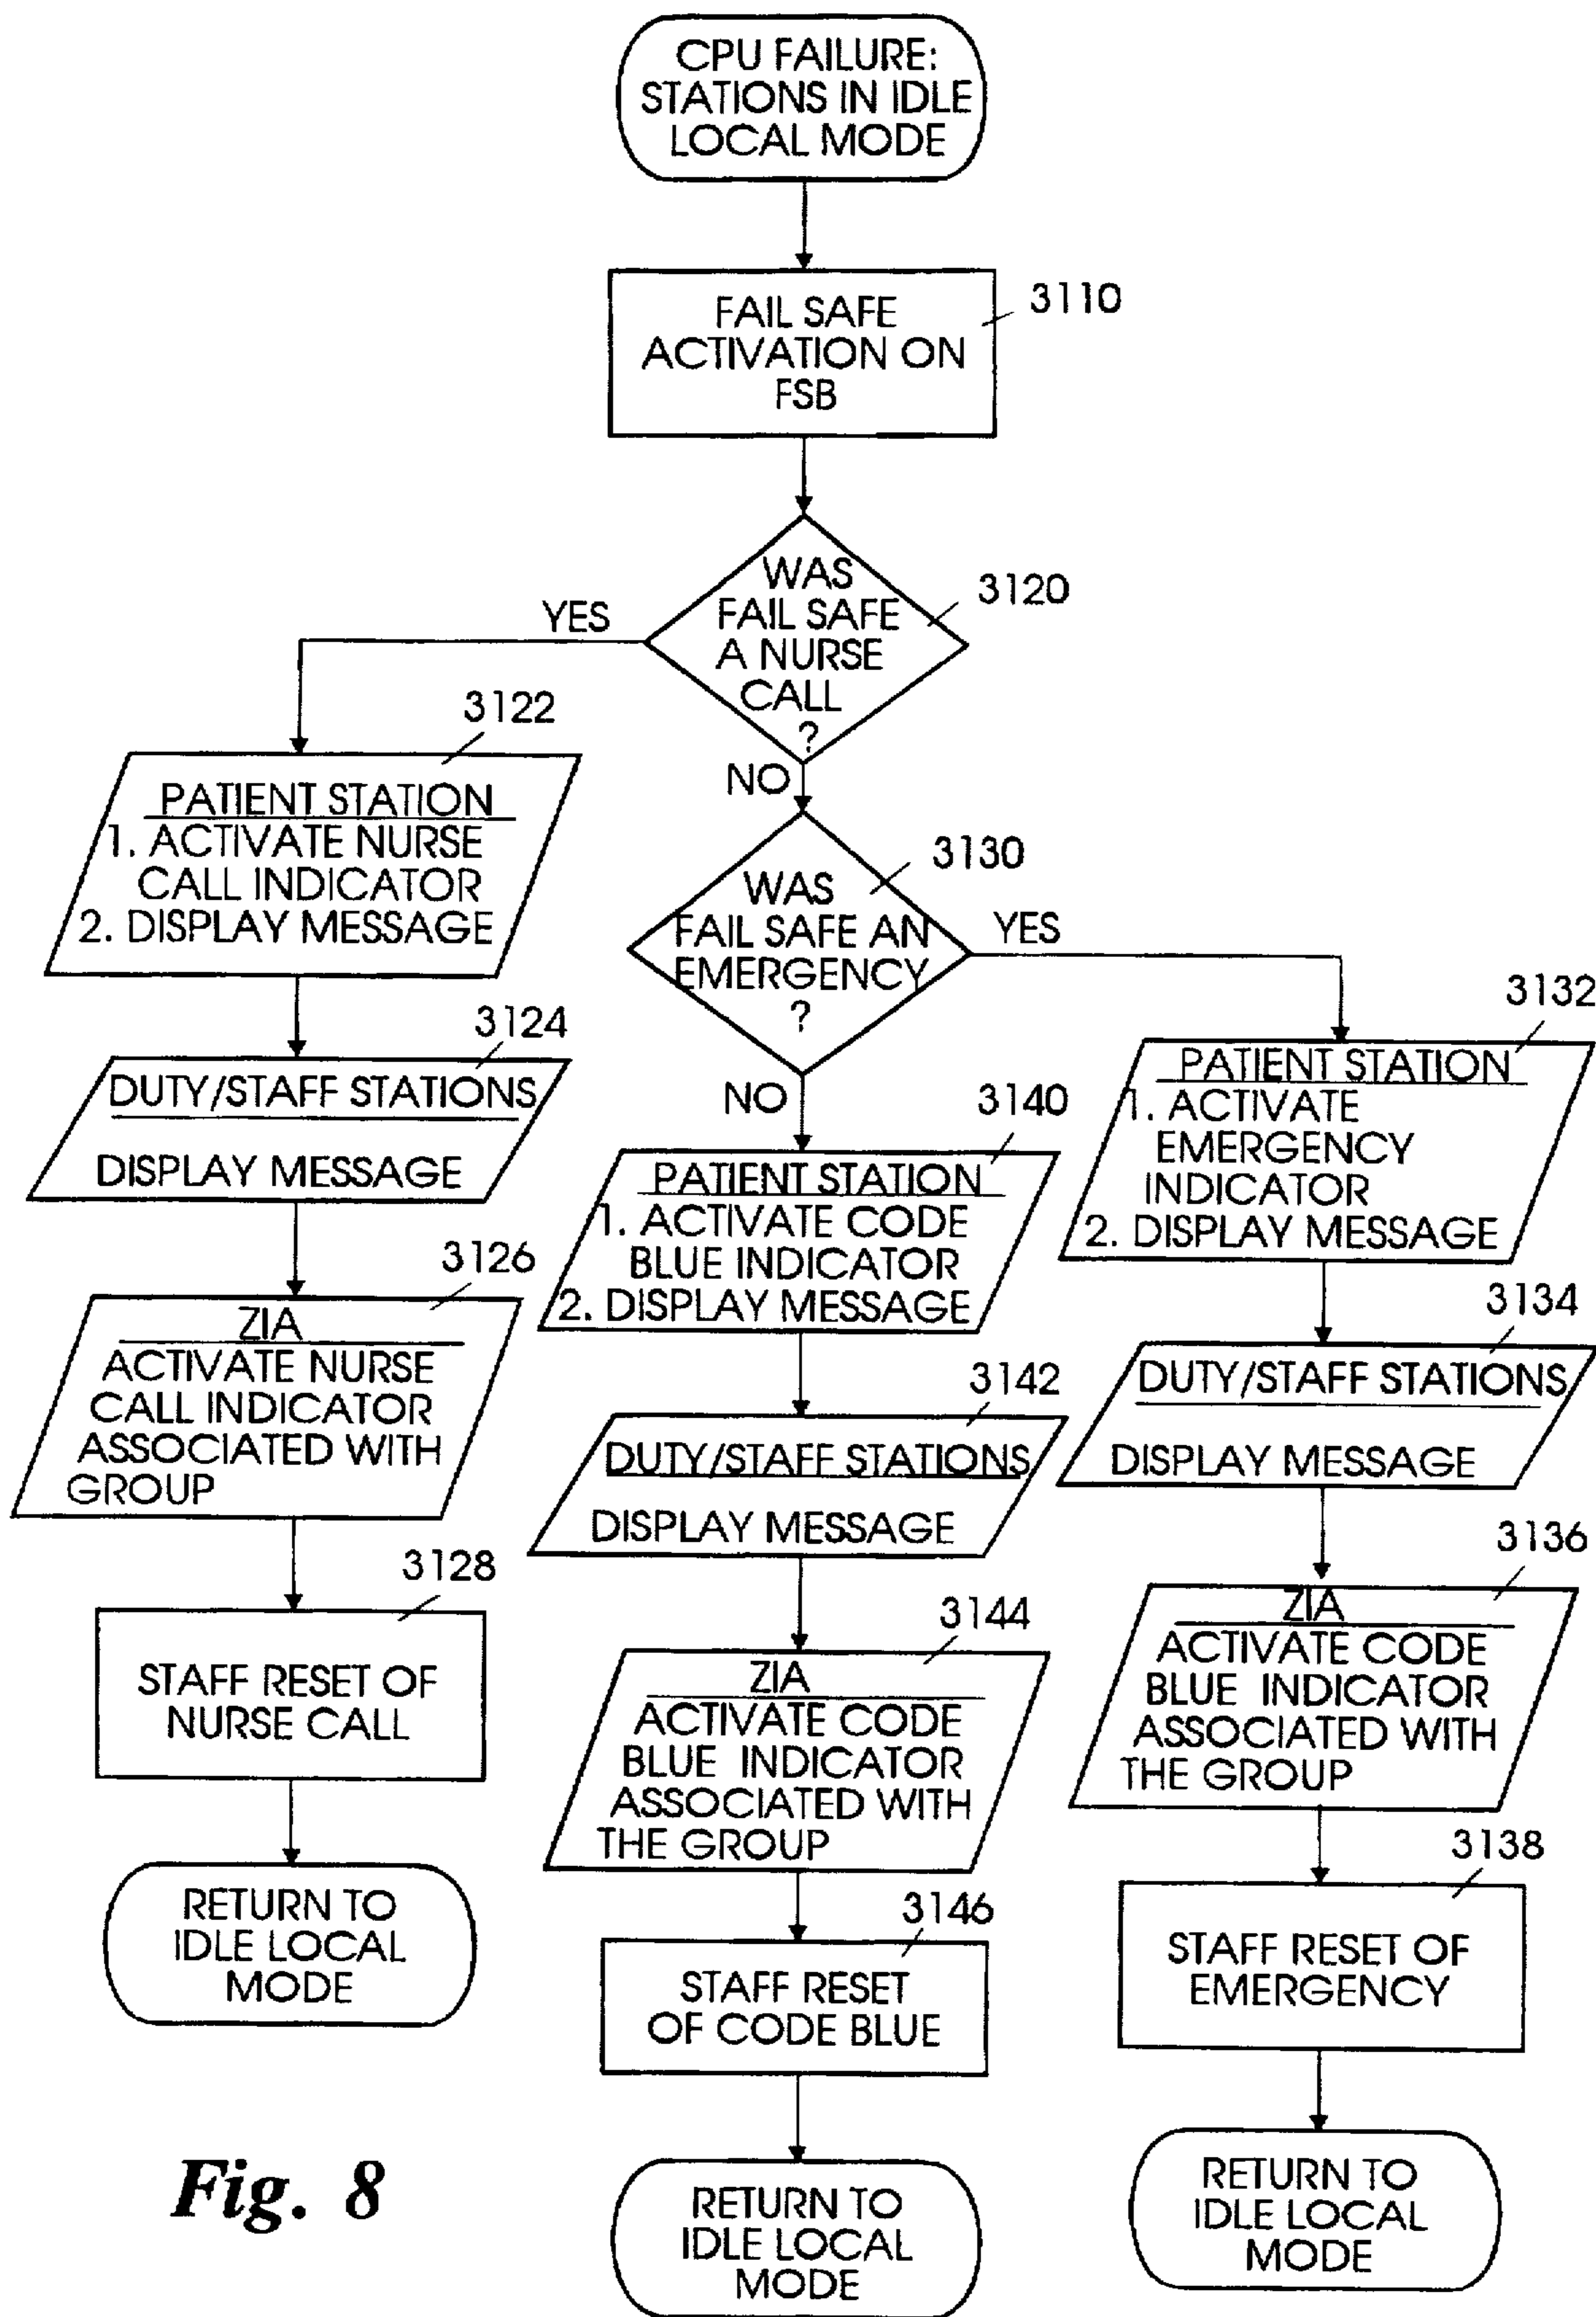 CPU FAILURE:
STATIONS IN IDLE
LOCAL MODE
FAIL SAFE
ACTIVATION ON
FSB
3110
WAS
FAIL SAFE
A NURSE
CALL
?
3120
YES
NO
3122
PATIENT STATION
1. ACTIVATE NURSE
CALL INDICATOR
2. DISPLAY MESSAGE
3124
DUTY/STAFF STATIONS
DISPLAY MESSAGE
3126
ZIA
ACTIVATE NURSE
CALL INDICATOR
ASSOCIATED WITH
GROUP
3128
STAFF RESET OF
NURSE CALL
RETURN TO
IDLE LOCAL
MODE
3130
WAS
FAIL SAFE AN
EMERGENCY
?
YES
NO
3140
PATIENT STATION
1. ACTIVATE CODE
BLUE INDICATOR
2. DISPLAY MESSAGE
3142
DUTY/STAFF STATIONS
DISPLAY MESSAGE
3144
ZIA
ACTIVATE CODE
BLUE INDICATOR
ASSOCIATED WITH
THE GROUP
3146
STAFF RESET
OF CODE BLUE
RETURN TO
IDLE LOCAL
MODE
3132
PATIENT STATION
1. ACTIVATE
EMERGENCY
INDICATOR
2. DISPLAY MESSAGE
3134
DUTY/STAFF STATIONS
DISPLAY MESSAGE
3136
ZIA
ACTIVATE CODE
BLUE INDICATOR
ASSOCIATED WITH
THE GROUP
3138
STAFF RESET OF
EMERGENCY
RETURN TO
IDLE LOCAL
MODE
Fig. 8